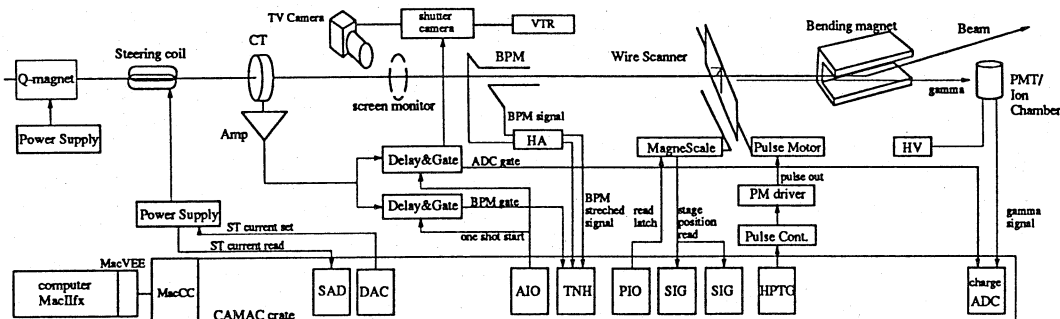 TV Camera
shutter
camera
VTR
Bending magnet
Beam
CT
Steering coil
BPM
Wire Scanner
Q-magnet
gamma
PMT/
Ion
Chamber
screen monitor
BPM signal
Amp
Power Supply
HA
MagneScale
Pulse Motor
HV
Delay&Gate
ADC gate
pulse out
PM driver
Delay&Gate
BPM gate
BPM
streched
signal
read
latch
stage
position
read
gamma
signal
Power Supply
ST current set
one shot start
Pulse Cont.
ST current read
MacVEE
computer
MacIIfx
MacCC
SAD
DAC
AIO
TNH
PIO
SIG
SIG
HPTG
charge
ADC
CAMAC crate